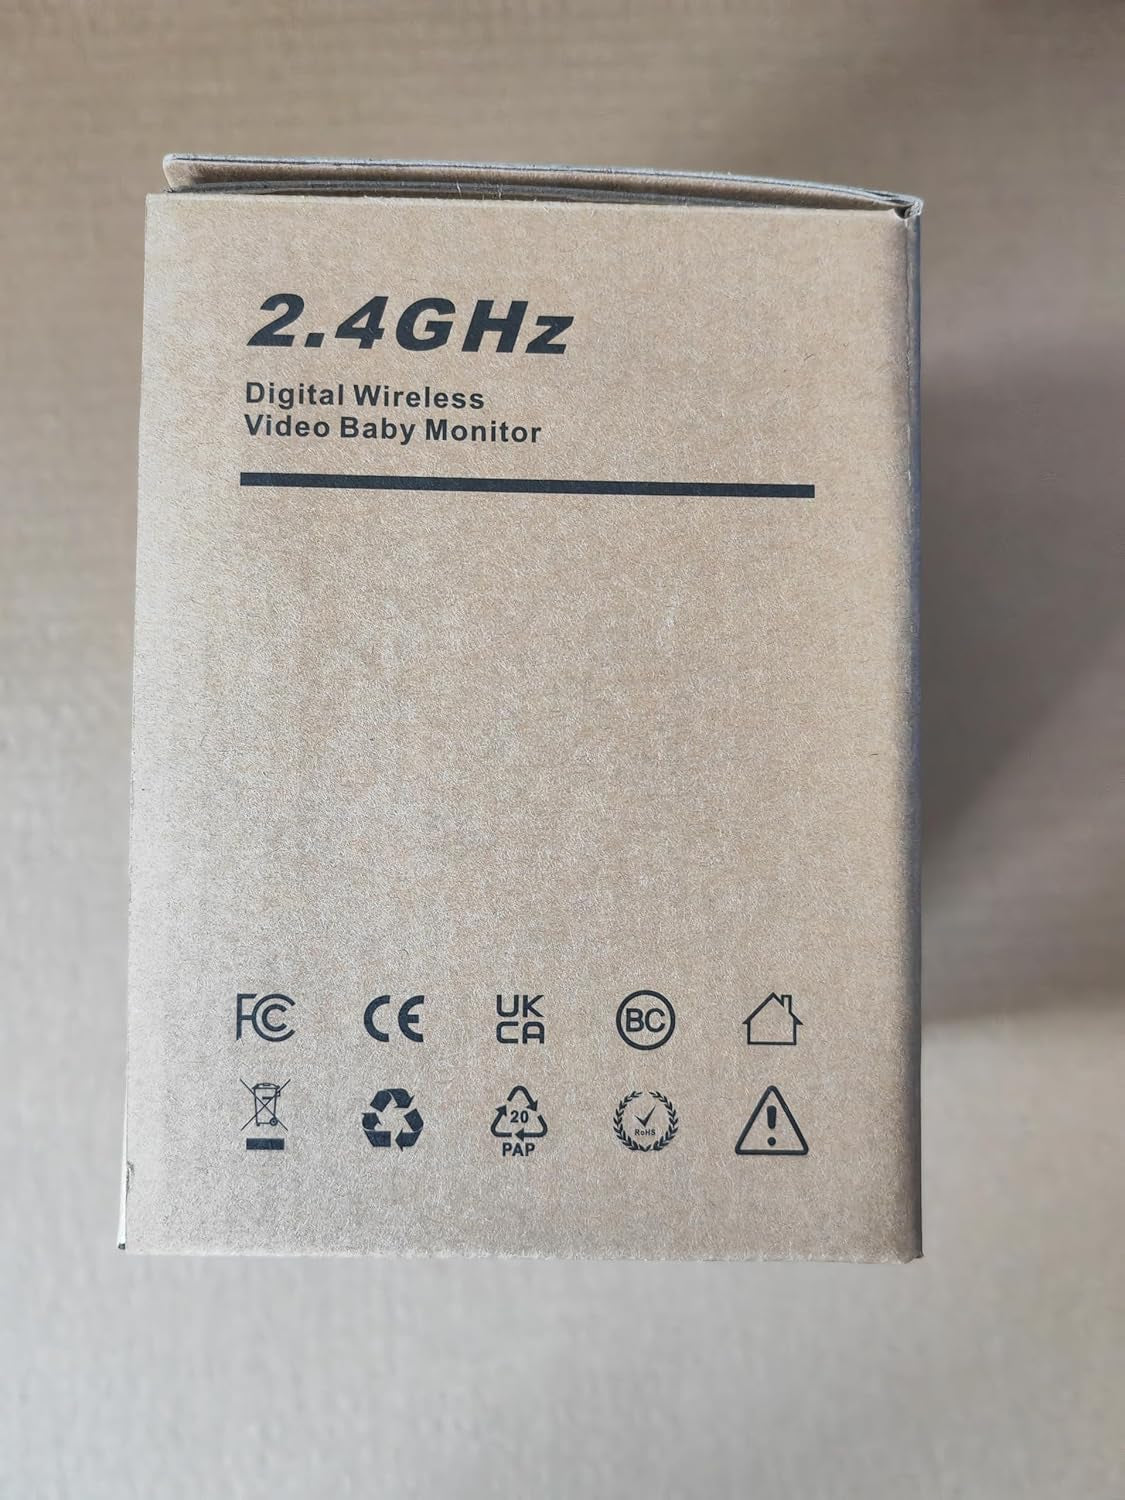 2.4GHz
Digital Wireless
Video Baby Monitor
FC CE UK CA BC
20 PAP RoHS